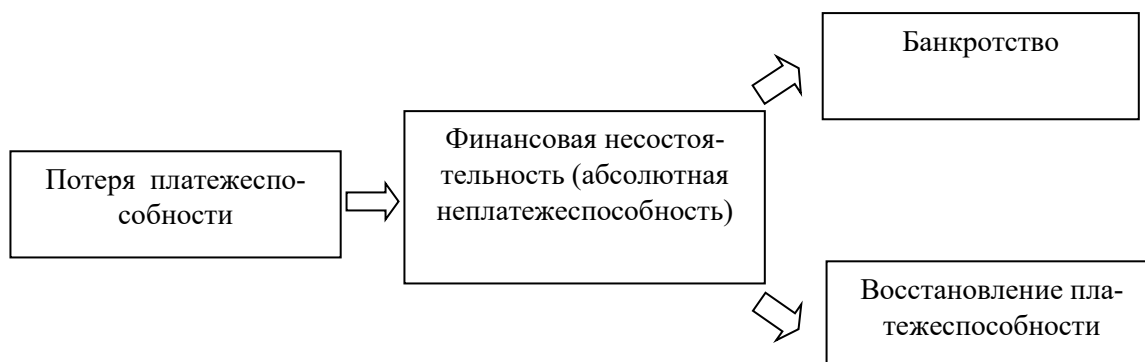 Потеря платежеспо-
собности
Финансовая несостоя-
тельность (абсолютная
неплатежеспособность)
Банкротство
Восстановление пла-
тежеспособности